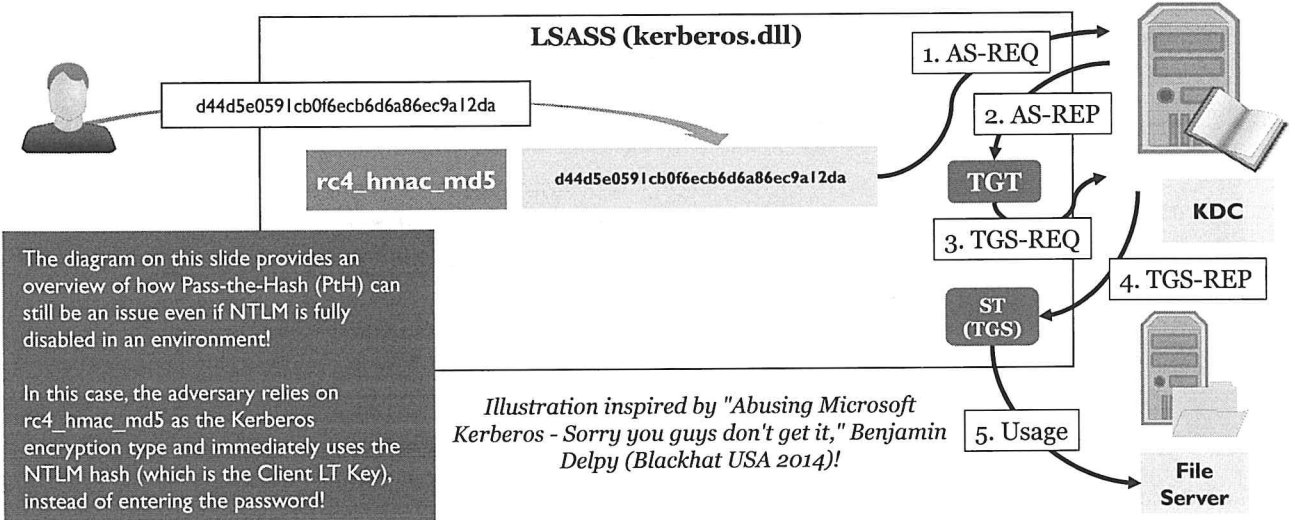 LSASS (kerberos.dll)
d44d5e0591cb0f6ecb6d6a86ec9a12da
rc4_hmac_md5
d44d5e0591cb0f6ecb6d6a86ec9a12da
1. AS-REQ
2. AS-REP
TGT
3. TGS-REQ
KDC
4. TGS-REP
ST
(TGS)
5. Usage
File
Server
The diagram on this slide provides an
overview of how Pass-the-Hash (PtH) can
still be an issue even if NTLM is fully
disabled in an environment!
In this case, the adversary relies on
rc4_hmac_md5 as the Kerberos
encryption type and immediately uses the
NTLM hash (which is the Client LT Key),
instead of entering the password!
Illustration inspired by "Abusing Microsoft
Kerberos - Sorry you guys don't get it," Benjamin
Delpy (Blackhat USA 2014)!